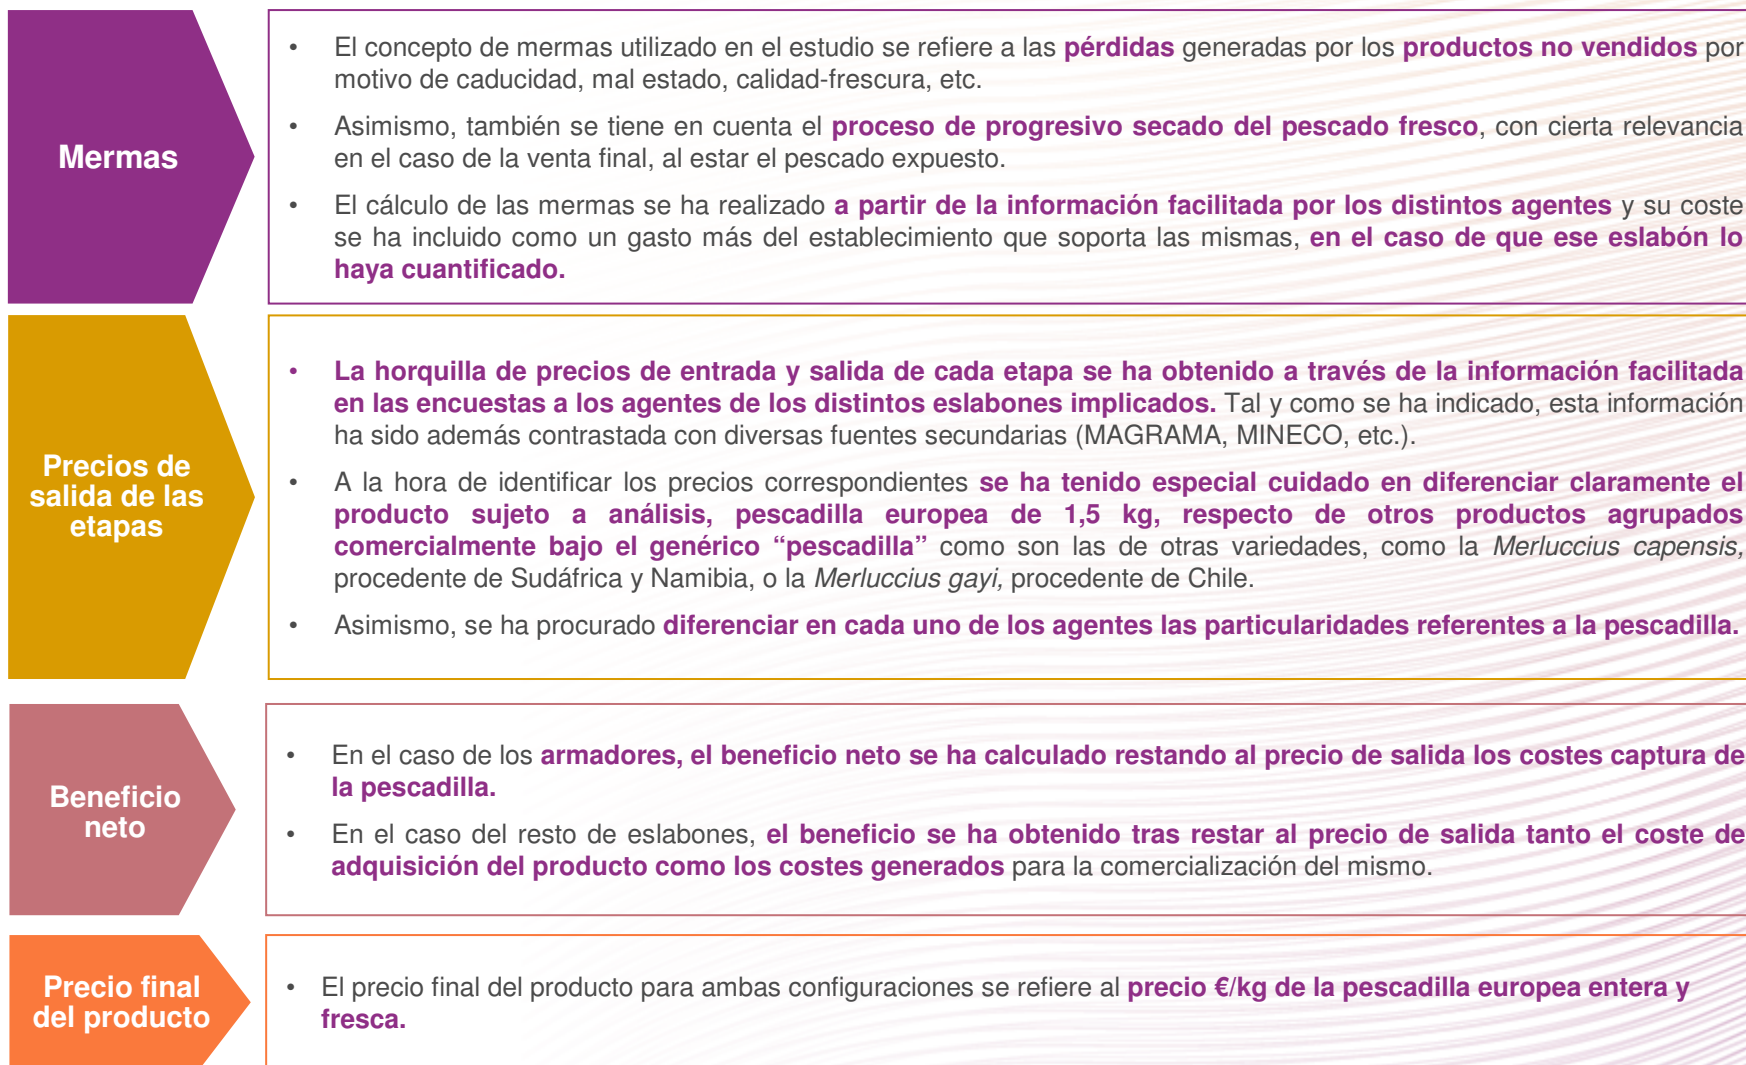 Mermas
• El concepto de mermas utilizado en el estudio se refiere a las pérdidas generadas por los productos no vendidos por
motivo de caducidad, mal estado, calidad-frescura, etc.
• Asimismo, también se tiene en cuenta el proceso de progresivo secado del pescado fresco, con cierta relevancia
en el caso de la venta final, al estar el pescado expuesto.
• El cálculo de las mermas se ha realizado a partir de la información facilitada por los distintos agentes y su coste
se ha incluido como un gasto más del establecimiento que soporta las mismas, en el caso de que ese eslabón lo
haya cuantificado.
Precios de
salida de las
etapas
• La horquilla de precios de entrada y salida de cada etapa se ha obtenido a través de la información facilitada
en las encuestas a los agentes de los distintos eslabones implicados. Tal y como se ha indicado, esta información
ha sido además contrastada con diversas fuentes secundarias (MAGRAMA, MINECO, etc.).
• A la hora de identificar los precios correspondientes se ha tenido especial cuidado en diferenciar claramente el
producto sujeto a análisis, pescadilla europea de 1,5 kg, respecto de otros productos agrupados
comercialmente bajo el genérico “pescadilla” como son las de otras variedades, como la Merluccius capensis,
procedente de Sudáfrica y Namibia, o la Merluccius gayi, procedente de Chile.
• Asimismo, se ha procurado diferenciar en cada uno de los agentes las particularidades referentes a la pescadilla.
Beneficio
neto
• En el caso de los armadores, el beneficio neto se ha calculado restando al precio de salida los costes captura de
la pescadilla.
• En el caso del resto de eslabones, el beneficio se ha obtenido tras restar al precio de salida tanto el coste de
adquisición del producto como los costes generados para la comercialización del mismo.
Precio final
del producto
• El precio final del producto para ambas configuraciones se refiere al precio €/kg de la pescadilla europea entera y
fresca.